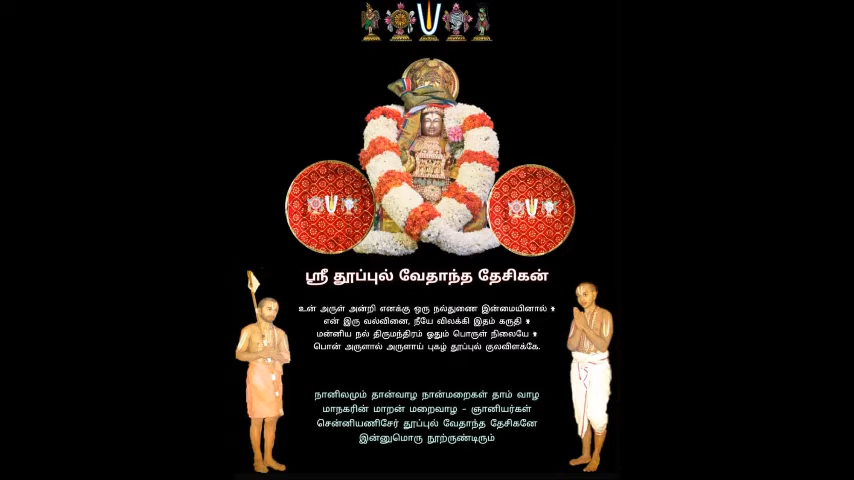 ஸ்ரீ தூப்புல் வேதாந்த தேசிகன்
உன் அருள் அன்றி எனக்கு ஒரு நல்துணை இன்மையினால் *
என் இரு வல்வினை, நீயே விலக்கி இதம் கருதி *
மன்னிய நல் திருமந்திரம் ஓதும் பொருள் நிலையே *
பொன் அருளால் அருளாய் புகழ் தூப்புல் குலவிளக்கே.
நானிலமும் தான்வாழ நான்மறைகள் தாம் வாழ
மாநகரின் மாறன் மறைவாழ - ஞானியர்கள்
சென்னியணிசேர் தூப்புல் வேதாந்த தேசிகனே
இன்னுமொரு நூற்ருண்டிரும்